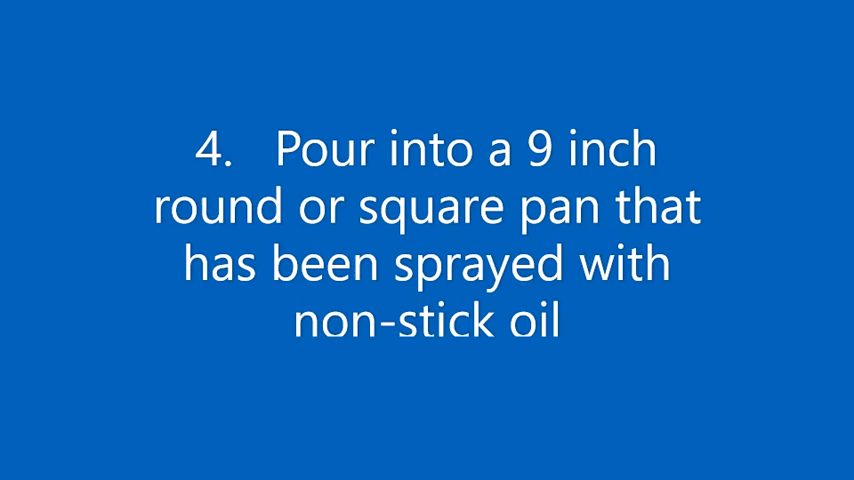 4. Pour into a 9 inch
round or square pan that
has been sprayed with
non-stick oil